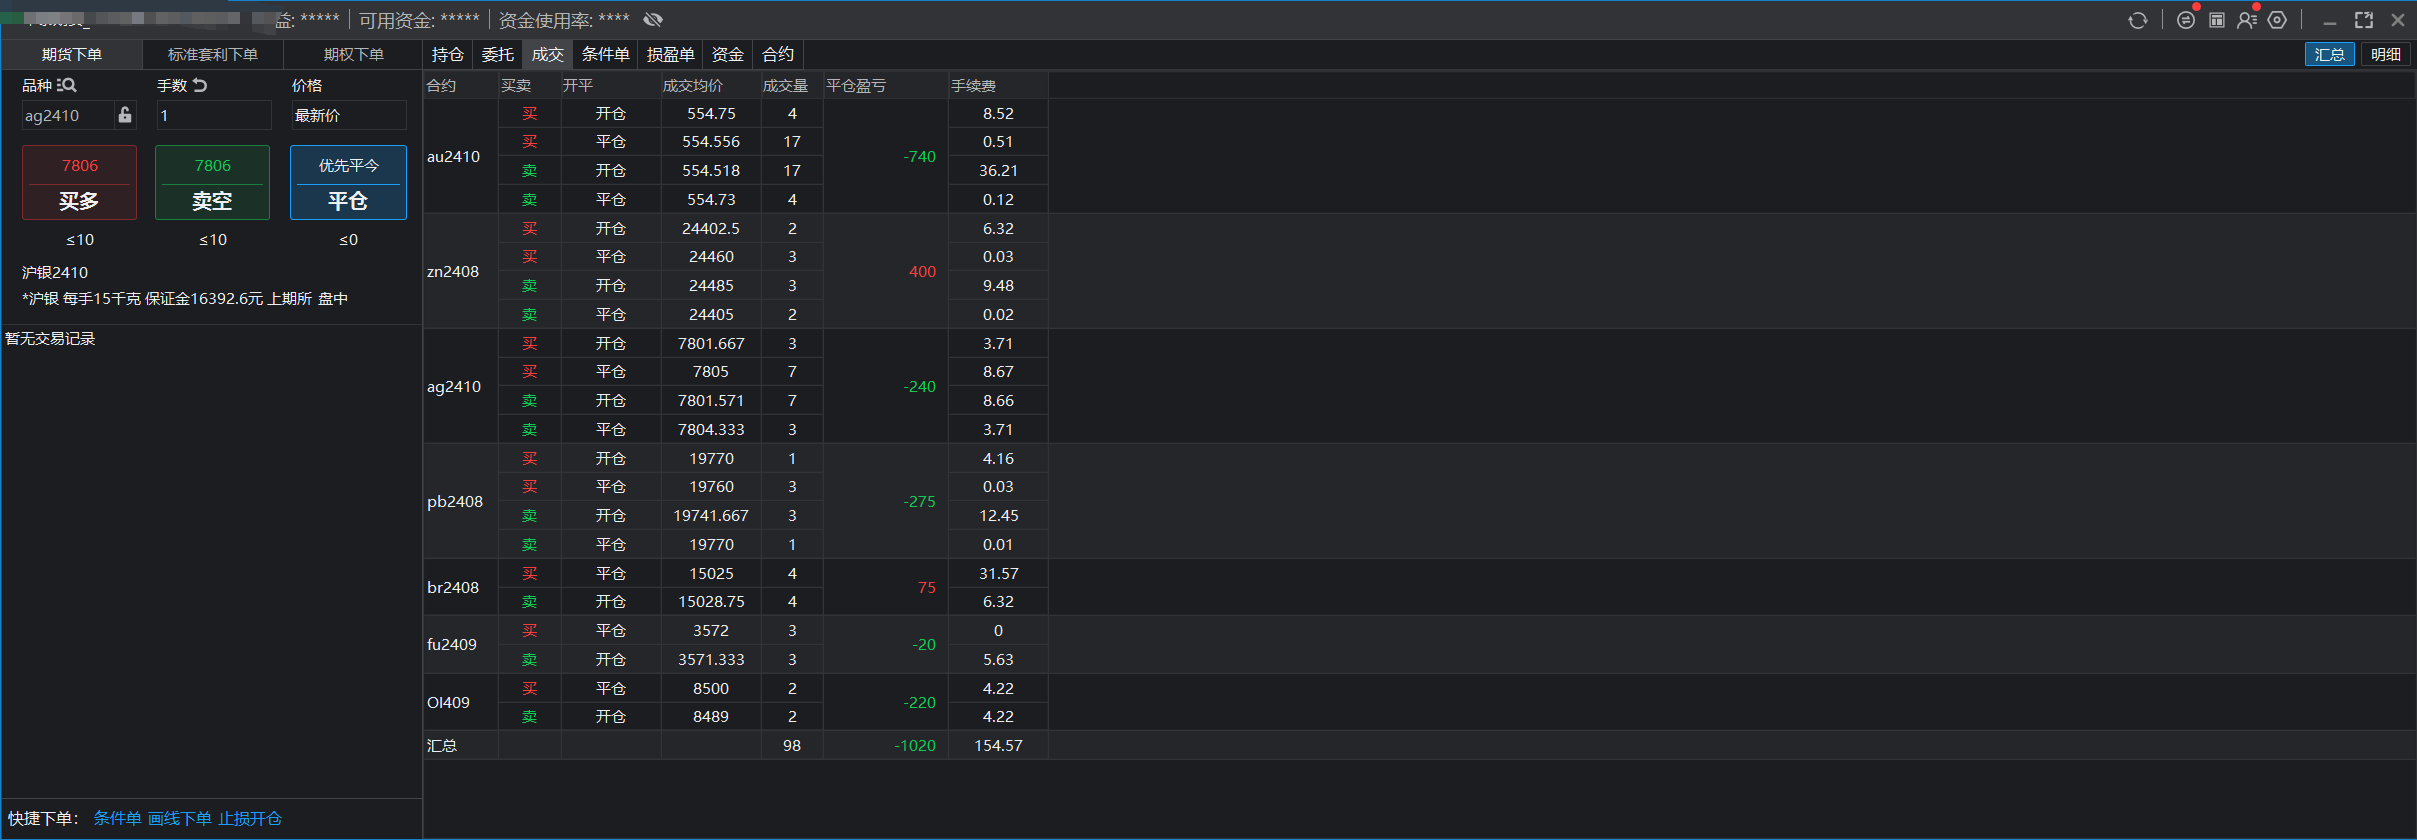 益: ***** 可用资金: ***** 资金使用率: ****
期货下单 标准套利下单 期权下单 持仓 委托 成交 条件单 损盈单 资金 合约 汇总 明细
品种 手数 价格
ag2410 1 最新价
7806 7806 优先平今
买多 卖空 平仓
≤10 ≤10 ≤0
沪银2410
*沪银 每手15千克 保证金16392.6元 上期所 盘中
暂无交易记录
快捷下单: 条件单 画线下单 止损开仓
合约 买卖 开平 成交均价 成交量 平仓盈亏 手续费
au2410 -740
买 开仓 554.75 4 8.52
买 平仓 554.556 17 0.51
卖 开仓 554.518 17 36.21
卖 平仓 554.73 4 0.12
zn2408 400
买 开仓 24402.5 2 6.32
买 平仓 24460 3 0.03
卖 开仓 24485 3 9.48
卖 平仓 24405 2 0.02
ag2410 -240
买 开仓 7801.667 3 3.71
买 平仓 7805 7 8.67
卖 开仓 7801.571 7 8.66
卖 平仓 7804.333 3 3.71
pb2408 -275
买 开仓 19770 1 4.16
买 平仓 19760 3 0.03
卖 开仓 19741.667 3 12.45
卖 平仓 19770 1 0.01
br2408 75
买 平仓 15025 4 31.57
卖 开仓 15028.75 4 6.32
fu2409 -20
买 平仓 3572 3 0
卖 开仓 3571.333 3 5.63
OI409 -220
买 平仓 8500 2 4.22
卖 开仓 8489 2 4.22
汇总 98 -1020 154.57